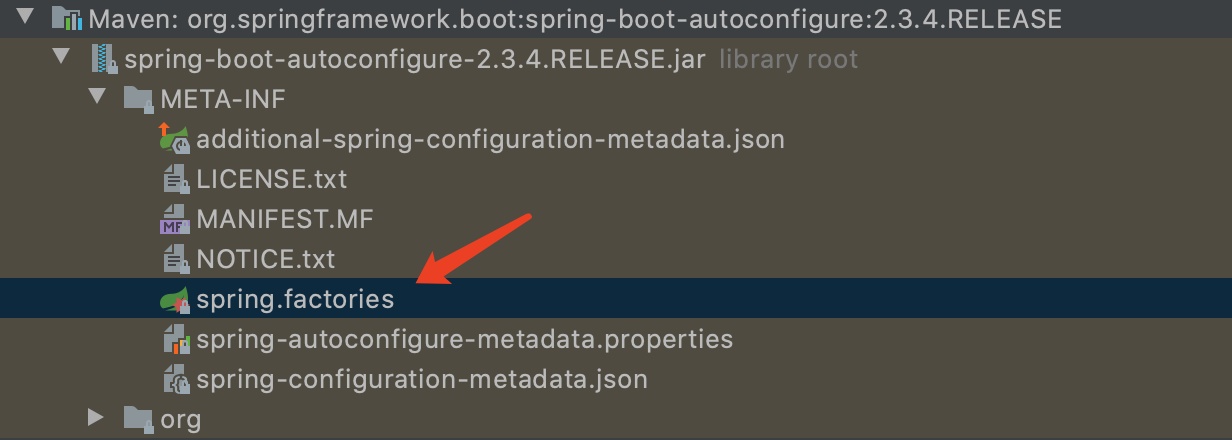 Maven: org.springframework.boot:spring-boot-autoconfigure:2.3.4.RELEASE
spring-boot-autoconfigure-2.3.4.RELEASE.jar library root
META-INF
additional-spring-configuration-metadata.json
LICENSE.txt
MF MANIFEST.MF
NOTICE.txt
spring.factories
spring-autoconfigure-metadata.properties
spring-configuration-metadata.json
org